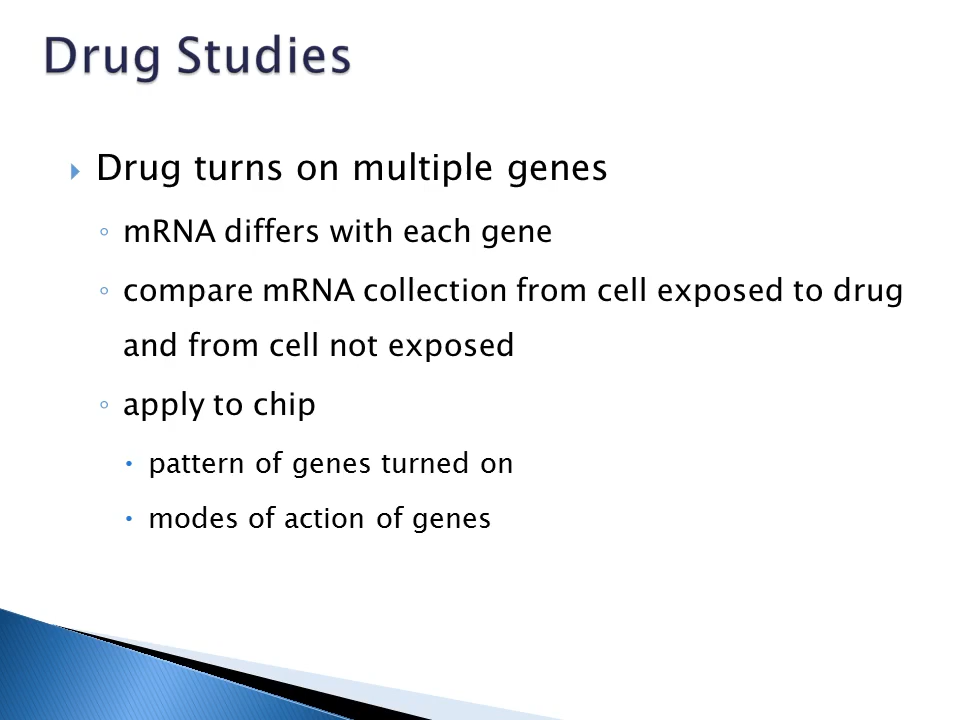 Drug Studies
Drug turns on multiple genes
mRNA differs with each gene
compare mRNA collection from cell exposed to drug
and from cell not exposed
apply to chip
pattern of genes turned on
modes of action of genes